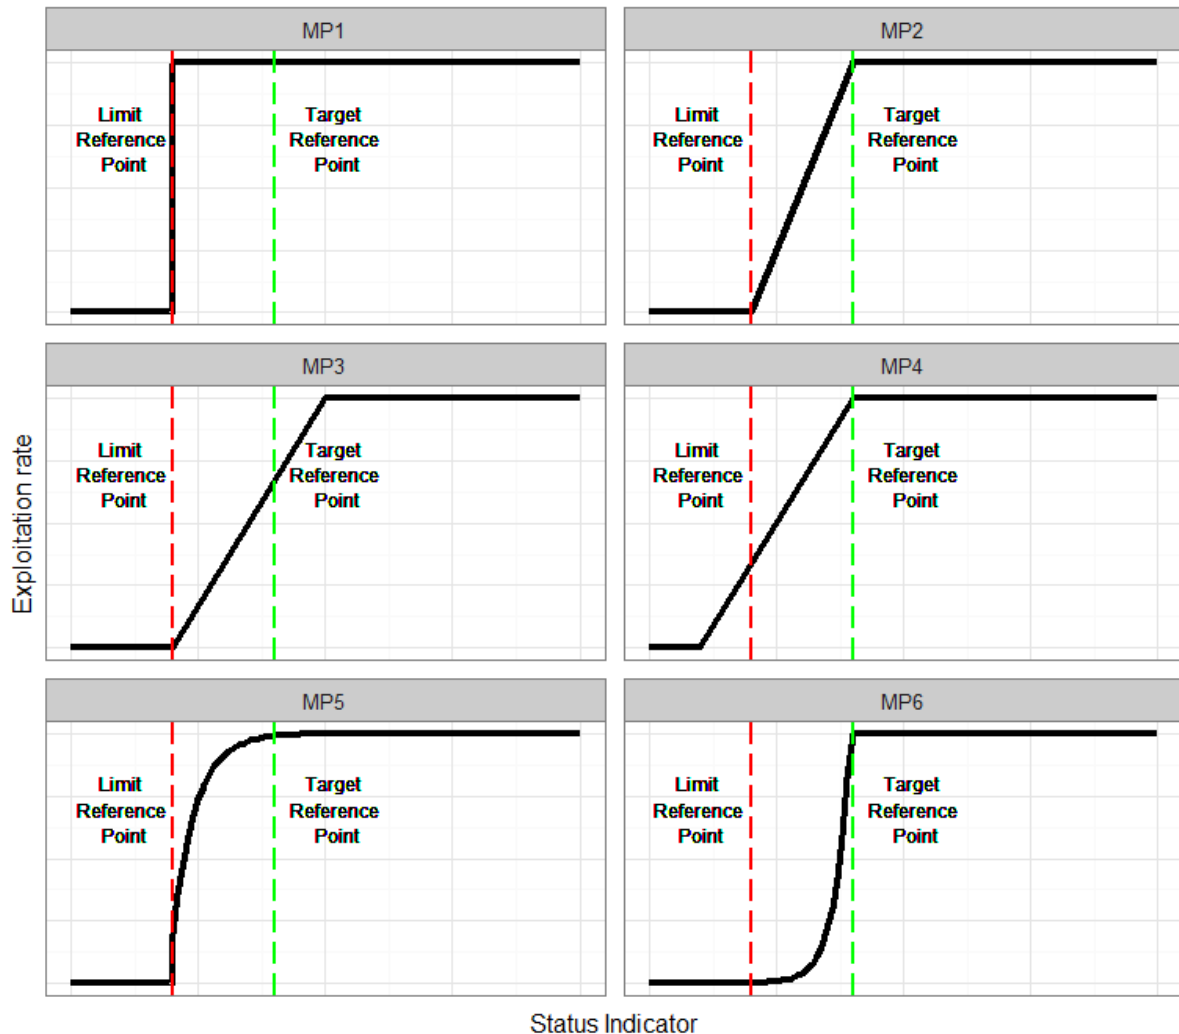 MP1
Limit
Reference
Point
Target
Reference
Point
MP2
Limit
Reference
Point
Target
Reference
Point
MP3
Limit
Reference
Point
Target
Reference
Point
MP4
Limit
Reference
Point
Target
Reference
Point
MP5
Limit
Reference
Point
Target
Reference
Point
MP6
Limit
Reference
Point
Target
Reference
Point
Exploitation rate
Status Indicator